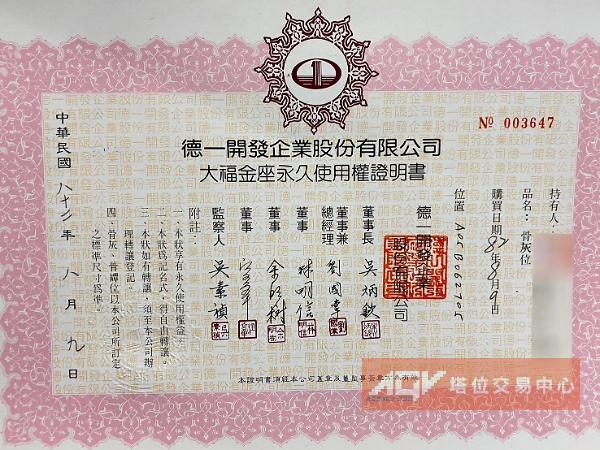 № 003647
德一開發企業股份有限公司
大福金座永久使用權證明書
持有人：
品名：骨灰位
購買日期：82年8月9日
位置
德一開發企業股份有限公司
董事長 吳炳欽
董事兼總經理
董事 林明信
董事
董事
監察人 吳素禎
附註：
一、本狀享有永久使用權益。
二、本狀為記名式，得自由轉讓。
三、本狀如有轉讓，須至本公司辦理轉讓登記。
四、骨灰、骨罈位以本公司所訂定之標準尺寸為準。
中華民國八十二年八月九日
塔位交易中心